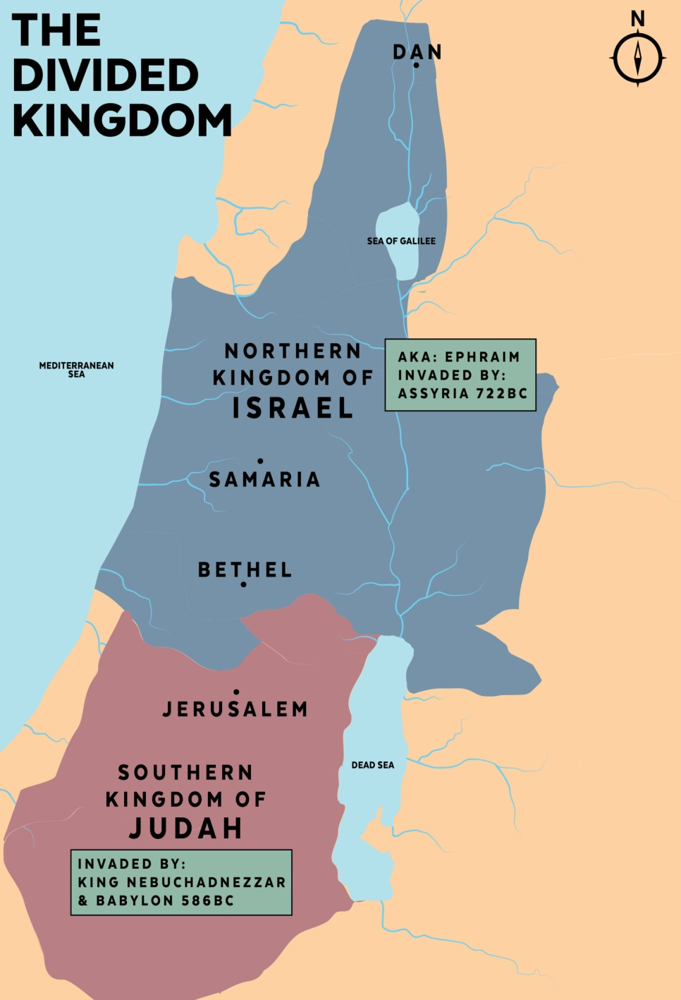 THE
DIVIDED
KINGDOM
N
DAN
SEA OF GALILEE
MEDITERRANEAN
SEA
NORTHERN
KINGDOM OF
ISRAEL
AKA: EPHRAIM
INVADED BY:
ASSYRIA 722BC
SAMARIA
BETHEL
JERUSALEM
DEAD SEA
SOUTHERN
KINGDOM OF
JUDAH
INVADED BY:
KING NEBUCHADNEZZAR
& BABYLON 586BC